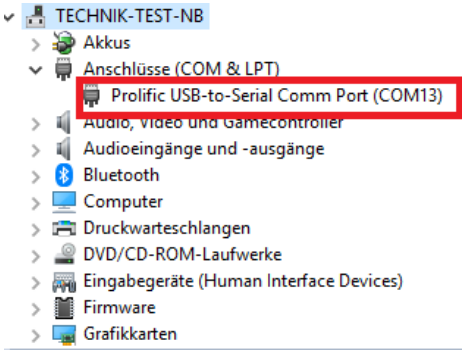 TECHNIK-TEST-NB
Akkus
Anschlüsse (COM & LPT)
Prolific USB-to-Serial Comm Port (COM13)
Audio, Video und Gamecontroller
Audioeingänge und -ausgänge
Bluetooth
Computer
Druckwarteschlangen
DVD/CD-ROM-Laufwerke
Eingabegeräte (Human Interface Devices)
Firmware
Grafikkarten